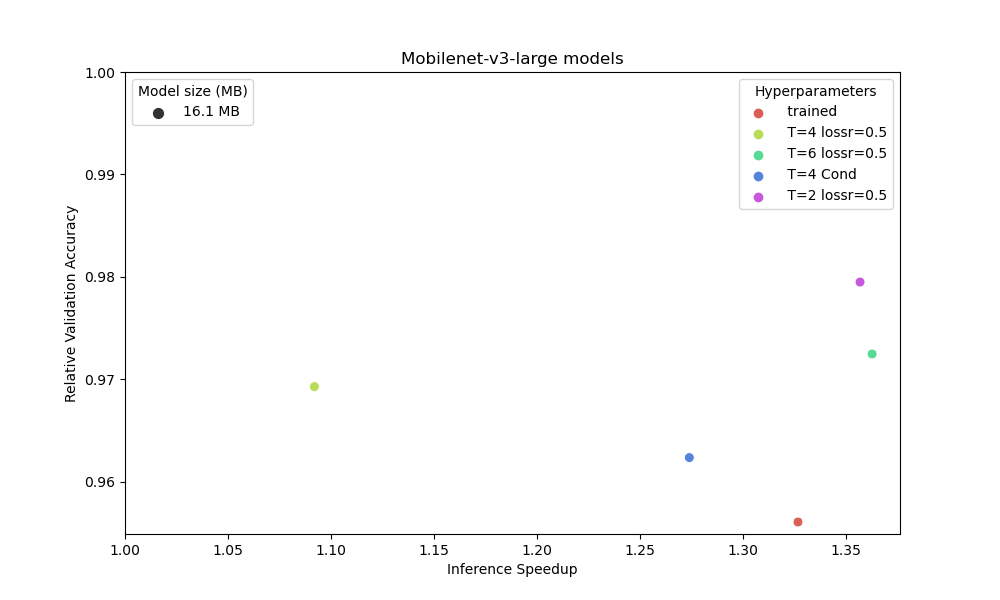 Mobilenet-v3-large models
Model size (MB)
16.1 MB
Hyperparameters
trained
T=4 lossr=0.5
T=6 lossr=0.5
T=4 Cond
T=2 lossr=0.5
Relative Validation Accuracy
1.00
0.99
0.98
0.97
0.96
1.00
1.05
1.10
1.15
1.20
1.25
1.30
1.35
Inference Speedup